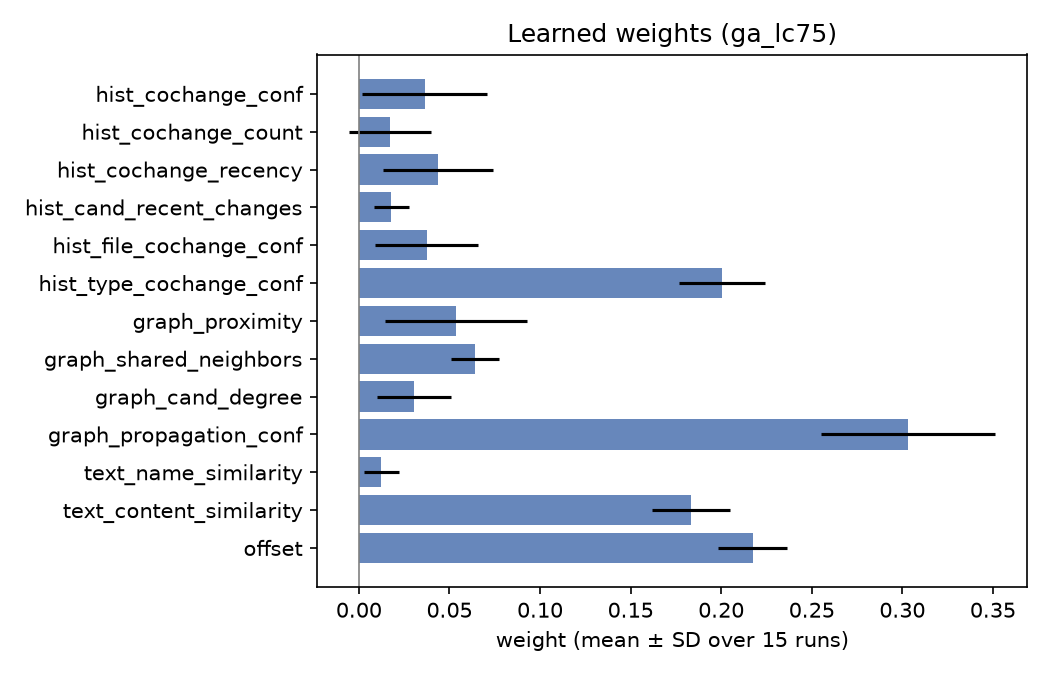 Learned weights (ga_lc75)
hist_cochange_conf
hist_cochange_count
hist_cochange_recency
hist_cand_recent_changes
hist_file_cochange_conf
hist_type_cochange_conf
graph_proximity
graph_shared_neighbors
graph_cand_degree
graph_propagation_conf
text_name_similarity
text_content_similarity
offset
0.00 0.05 0.10 0.15 0.20 0.25 0.30 0.35
weight (mean ± SD over 15 runs)